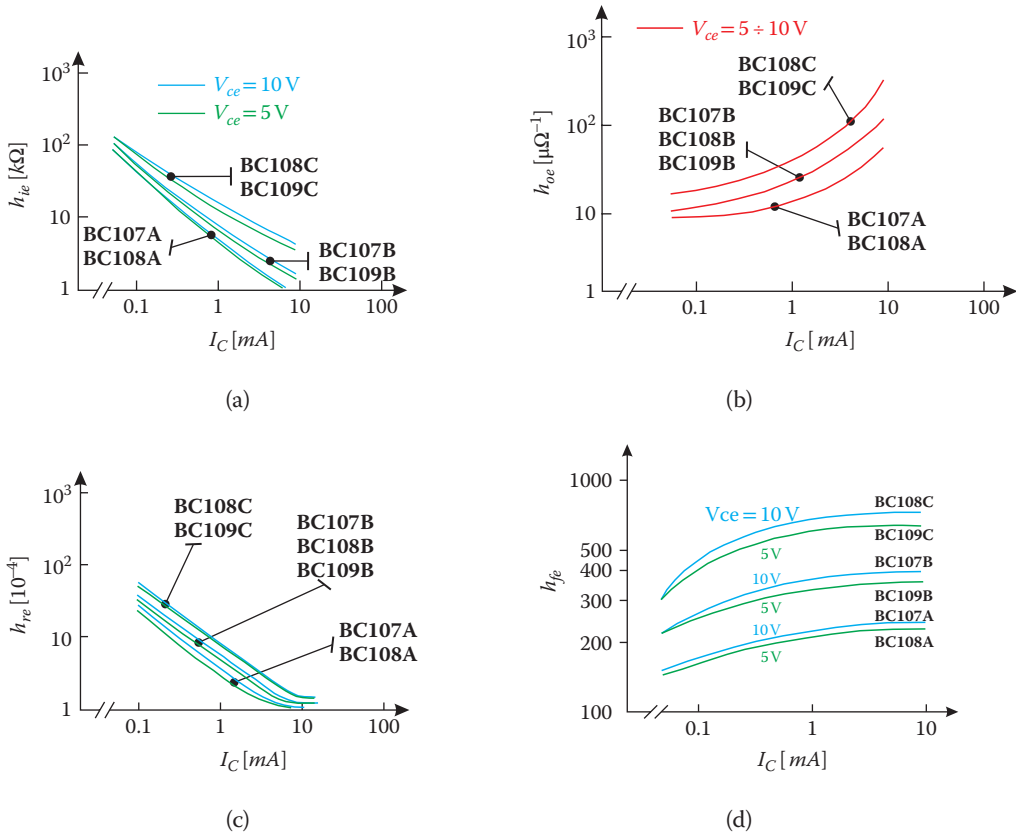 (a)
h_ie [kΩ]
10^3
10^2
10
1
V_ce = 10 V
V_ce = 5 V
BC108C
BC109C
BC107A
BC108A
BC107B
BC109B
0.1 1 10 100
I_C [mA]
(a)
V_ce = 5 ÷ 10 V
h_oe [μΩ^−1]
10^3
10^2
10
1
BC108C
BC109C
BC107B
BC108B
BC109B
BC107A
BC108A
0.1 1 10 100
I_C [mA]
(b)
h_re [10^−4]
10^3
10^2
10
1
BC108C
BC109C
BC107B
BC108B
BC109B
BC107A
BC108A
0.1 1 10 100
I_C [mA]
(c)
h_fe
1000
500
400
300
200
100
Vce = 10 V
5 V
10 V
5 V
10 V
5 V
BC108C
BC109C
BC107B
BC109B
BC107A
BC108A
0.1 1 10
I_C [mA]
(d)